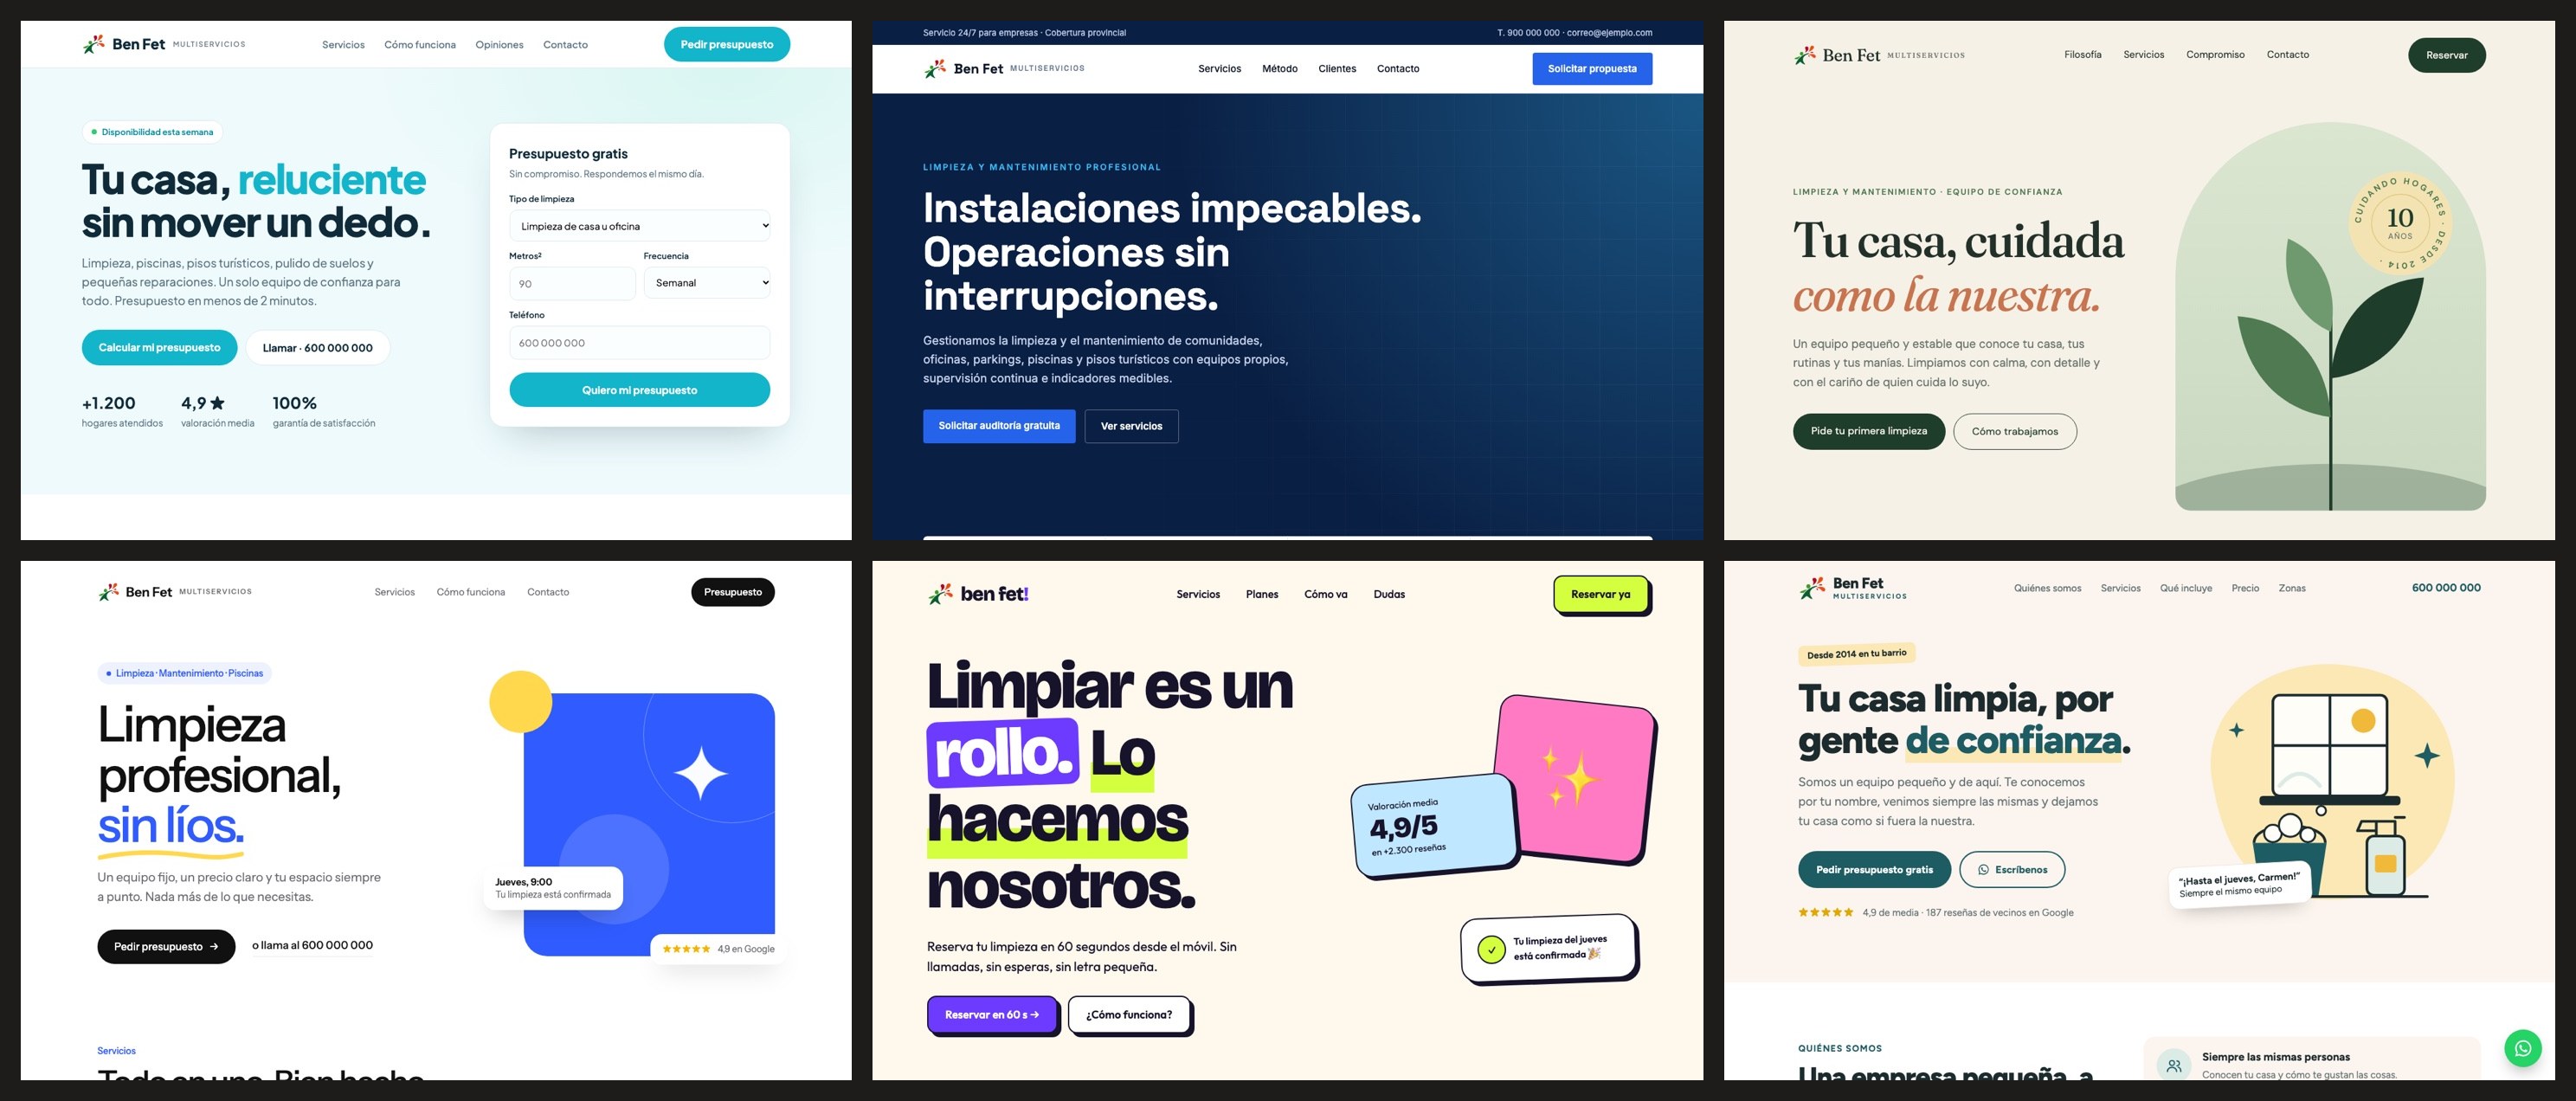 Ben Fet MULTISERVICIOS
Servicios Cómo funciona Opiniones Contacto
Pedir presupuesto
Disponibilidad esta semana
Tu casa, reluciente
sin mover un dedo.
Limpieza, piscinas, pisos turísticos, pulido de suelos y
pequeñas reparaciones. Un solo equipo de confianza para
todo. Presupuesto en menos de 2 minutos.
Calcular mi presupuesto
Llamar · 600 000 000
+1.200
hogares atendidos
4,9 ★
valoración media
100%
garantía de satisfacción
Presupuesto gratis
Sin compromiso. Respondemos el mismo día.
Tipo de limpieza
Limpieza de casa u oficina
Metros²
Frecuencia
90
Semanal
Teléfono
600 000 000
Quiero mi presupuesto
Servicio 24/7 para empresas · Cobertura provincial
T. 900 000 000 · correo@ejemplo.com
Ben Fet MULTISERVICIOS
Servicios Método Clientes Contacto
Solicitar propuesta
LIMPIEZA Y MANTENIMIENTO PROFESIONAL
Instalaciones impecables.
Operaciones sin
interrupciones.
Gestionamos la limpieza y el mantenimiento de comunidades,
oficinas, parkings, piscinas y pisos turísticos con equipos propios,
supervisión continua e indicadores medibles.
Solicitar auditoría gratuita
Ver servicios
Ben Fet MULTISERVICIOS
Filosofía Servicios Compromiso Contacto
Reservar
LIMPIEZA Y MANTENIMIENTO · EQUIPO DE CONFIANZA
Tu casa, cuidada
como la nuestra.
Un equipo pequeño y estable que conoce tu casa, tus
rutinas y tus manías. Limpiamos con calma, con detalle y
con el cariño de quien cuida lo suyo.
Pide tu primera limpieza
Cómo trabajamos
CUIDANDO HOGARES · DESDE 2014 ·
10
AÑOS
Ben Fet MULTISERVICIOS
Servicios Cómo funciona Contacto
Presupuesto
Limpieza · Mantenimiento · Piscinas
Limpieza
profesional,
sin líos.
Un equipo fijo, un precio claro y tu espacio siempre
a punto. Nada más de lo que necesitas.
Pedir presupuesto →
o llama al 600 000 000
Jueves, 9:00
Tu limpieza está confirmada
★★★★★ 4,9 en Google
Servicios
Todo en uno. Bien hecho.
ben fet!
Servicios Planes Cómo va Dudas
Reservar ya
Limpiar es un
rollo. Lo
hacemos
nosotros.
Reserva tu limpieza en 60 segundos desde el móvil. Sin
llamadas, sin esperas, sin letra pequeña.
Reservar en 60 s →
¿Cómo funciona?
Valoración media
4,9/5
en +2.300 reseñas
Tu limpieza del jueves
está confirmada 🎉
Ben Fet
MULTISERVICIOS
Quiénes somos Servicios Qué incluye Precio Zonas
600 000 000
Desde 2014 en tu barrio
Tu casa limpia, por
gente de confianza.
Somos un equipo pequeño y de aquí. Te conocemos
por tu nombre, venimos siempre las mismas y dejamos
tu casa como si fuera la nuestra.
Pedir presupuesto gratis
Escríbenos
★★★★★ 4,9 de media · 187 reseñas de vecinos en Google
"¡Hasta el jueves, Carmen!"
Siempre el mismo equipo
QUIÉNES SOMOS
Una empresa pequeña, a
Siempre las mismas personas
Conocen tu casa y cómo te gustan las cosas.